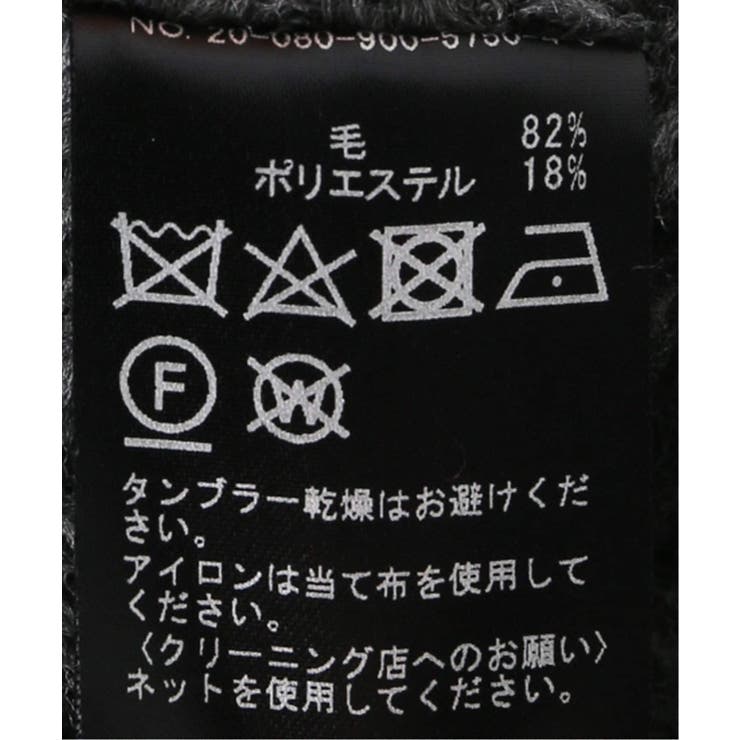 毛 82%
ポリエステル 18%
F
W
タンブラー乾燥はお避けくだ
さい。
アイロンは当て布を使用して
ください。
〈クリーニング店へのお願い〉
ネットを使用してください。